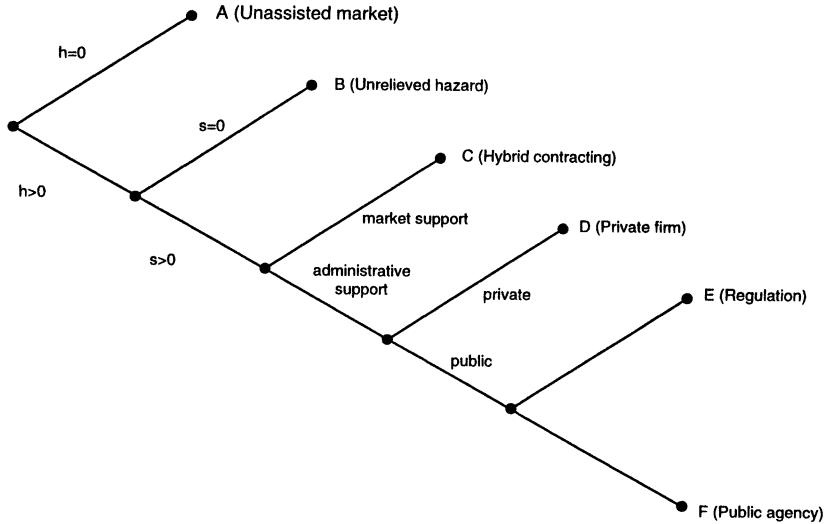 A (Unassisted market)
h=0
B (Unrelieved hazard)
s=0
C (Hybrid contracting)
h>0
market support
D (Private firm)
s>0
administrative
support
private
E (Regulation)
public
F (Public agency)